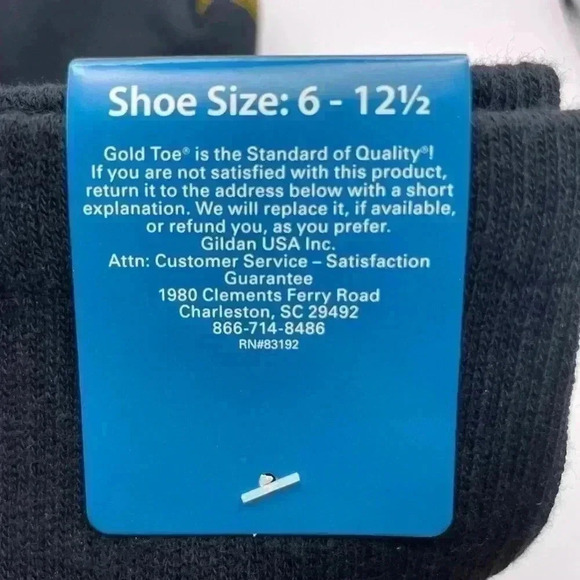 Shoe Size: 6 - 12½
Gold Toe® is the Standard of Quality®!
If you are not satisfied with this product,
return it to the address below with a short
explanation. We will replace it, if available,
or refund you, as you prefer.
Gildan USA Inc.
Attn: Customer Service – Satisfaction
Guarantee
1980 Clements Ferry Road
Charleston, SC 29492
866-714-8486
RN#83192